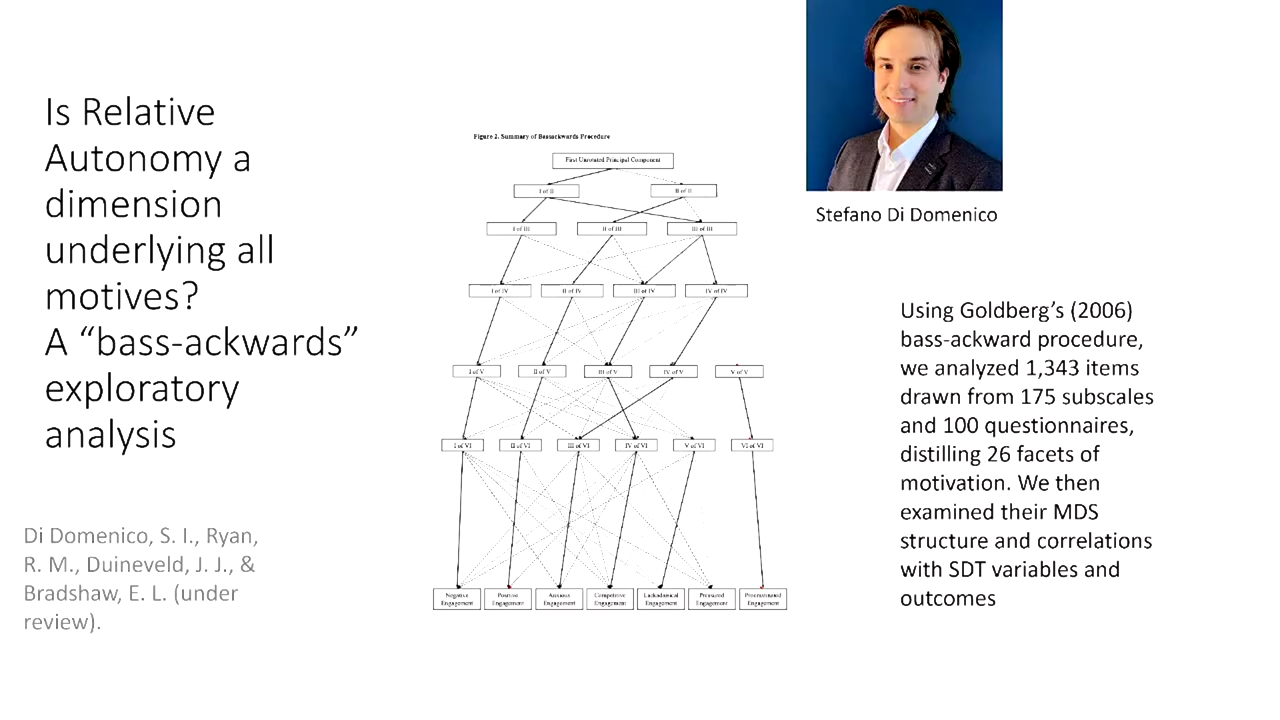 Is Relative
Autonomy a
dimension
underlying all
motives?
A “bass-ackwards”
exploratory
analysis
Di Domenico, S. I., Ryan,
R. M., Duineveld, J. J., &
Bradshaw, E. L. (under
review).
Figure 2. Summary of Bassackwards Procedure
First Unrotated Principal Component
I of II
II of II
I of III
II of III
III of III
I of IV
II of IV
III of IV
IV of IV
I of V
II of V
III of V
IV of V
V of V
I of VI
II of VI
III of VI
IV of VI
V of VI
VI of VI
Negative
Engagement
Positive
Engagement
Anxious
Engagement
Competitive
Engagement
Lackadaisical
Engagement
Pressured
Engagement
Procrastinated
Engagement
Stefano Di Domenico
Using Goldberg’s (2006)
bass-ackward procedure,
we analyzed 1,343 items
drawn from 175 subscales
and 100 questionnaires,
distilling 26 facets of
motivation. We then
examined their MDS
structure and correlations
with SDT variables and
outcomes